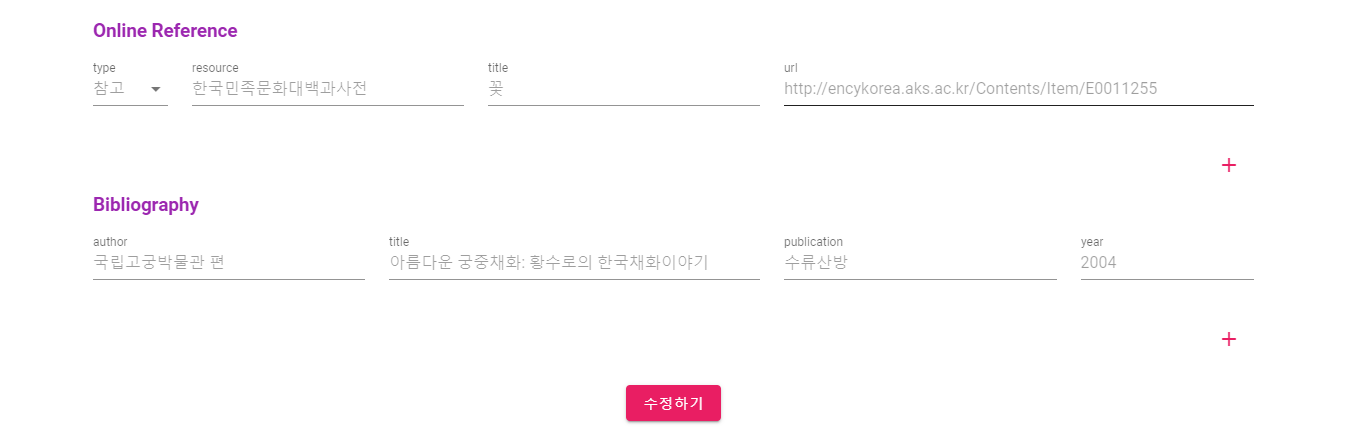 Online Reference
type resource title url
참고 한국민족문화대백과사전 꽃 http://encykorea.aks.ac.kr/Contents/Item/E0011255
+
Bibliography
author title publication year
국립고궁박물관 편 아름다운 궁중채화: 황수로의 한국채화이야기 수류산방 2004
+
수정하기